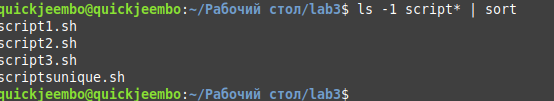 quickjeembo@quickjeembo:~/Рабочий стол/lab3$ ls -1 script* | sort
script1.sh
script2.sh
script3.sh
scriptsunique.sh
quickjeembo@quickjeembo:~/Рабочий стол/lab3$